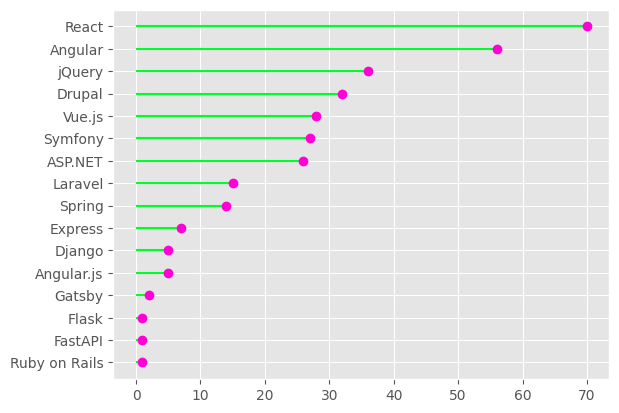 React
Angular
jQuery
Drupal
Vue.js
Symfony
ASP.NET
Laravel
Spring
Express
Django
Angular.js
Gatsby
Flask
FastAPI
Ruby on Rails
0 10 20 30 40 50 60 70